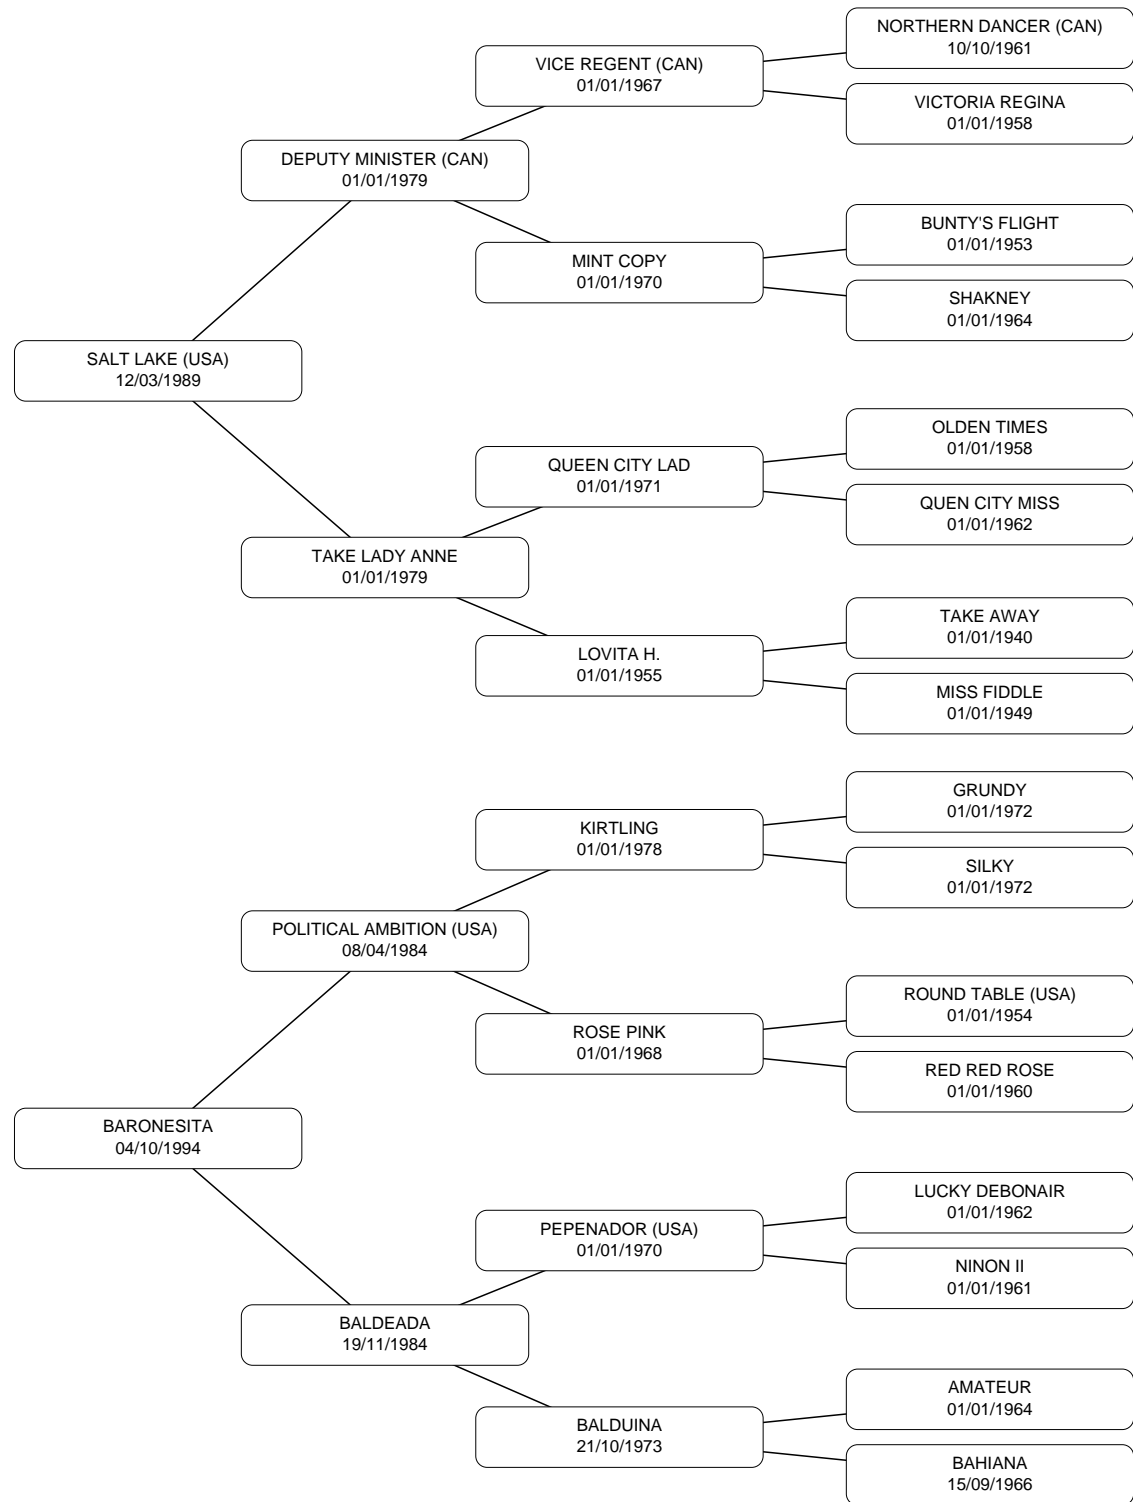 NORTHERN DANCER (CAN)
10/10/1961
VICE REGENT (CAN)
01/01/1967
VICTORIA REGINA
01/01/1958
DEPUTY MINISTER (CAN)
01/01/1979
BUNTY'S FLIGHT
01/01/1953
MINT COPY
01/01/1970
SHAKNEY
01/01/1964
SALT LAKE (USA)
12/03/1989
OLDEN TIMES
01/01/1958
QUEEN CITY LAD
01/01/1971
QUEN CITY MISS
01/01/1962
TAKE LADY ANNE
01/01/1979
TAKE AWAY
01/01/1940
LOVITA H.
01/01/1955
MISS FIDDLE
01/01/1949
GRUNDY
01/01/1972
KIRTLING
01/01/1978
SILKY
01/01/1972
POLITICAL AMBITION (USA)
08/04/1984
ROUND TABLE (USA)
01/01/1954
ROSE PINK
01/01/1968
RED RED ROSE
01/01/1960
BARONESITA
04/10/1994
LUCKY DEBONAIR
01/01/1962
PEPENADOR (USA)
01/01/1970
NINON II
01/01/1961
BALDEADA
19/11/1984
AMATEUR
01/01/1964
BALDUINA
21/10/1973
BAHIANA
15/09/1966